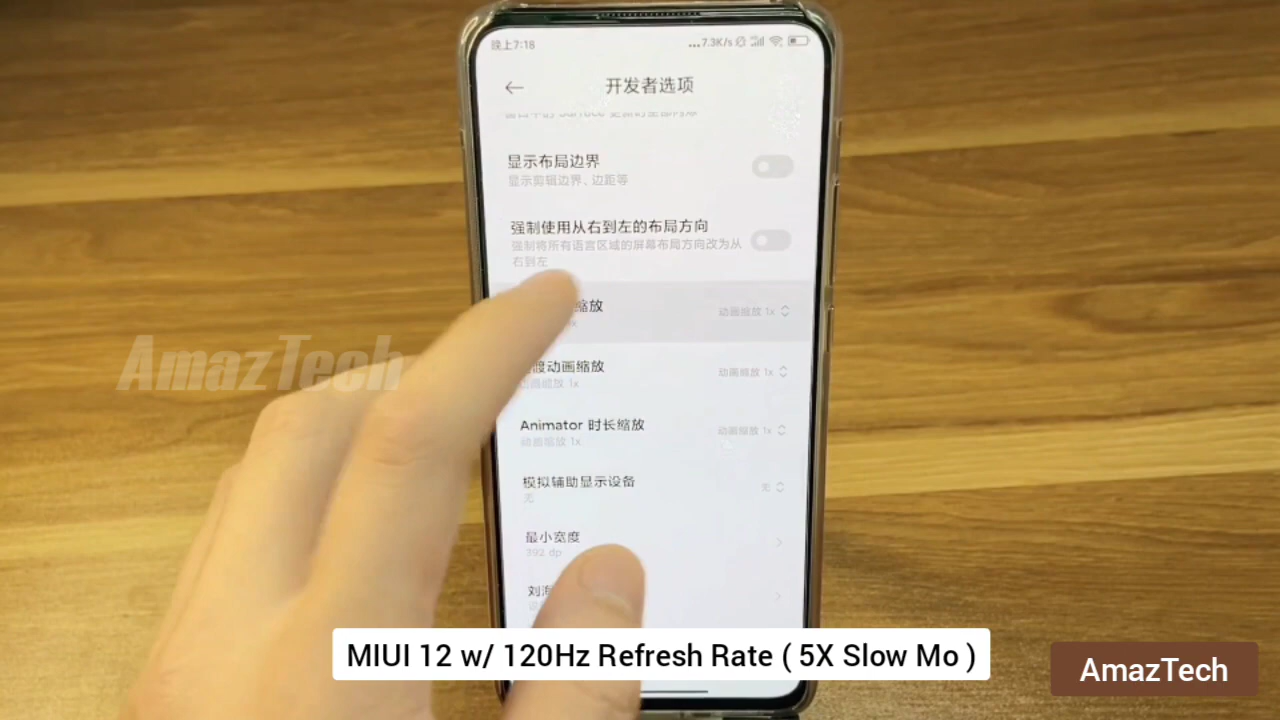 晚上7:18
...7.3K/s
开发者选项
显示布局边界
显示剪辑边界、边距等
强制使用从右到左的布局方向
强制将所有语言区域的屏幕布局方向改为从
右到左
缩放
动画缩放 1x
渡动画缩放
动画缩放 1x
动画缩放 1x
Animator 时长缩放
动画缩放 1x
动画缩放 1x
模拟辅助显示设备
无
无
最小宽度
392 dp
刘海
AmazTech
MIUI 12 w/ 120Hz Refresh Rate ( 5X Slow Mo )
AmazTech